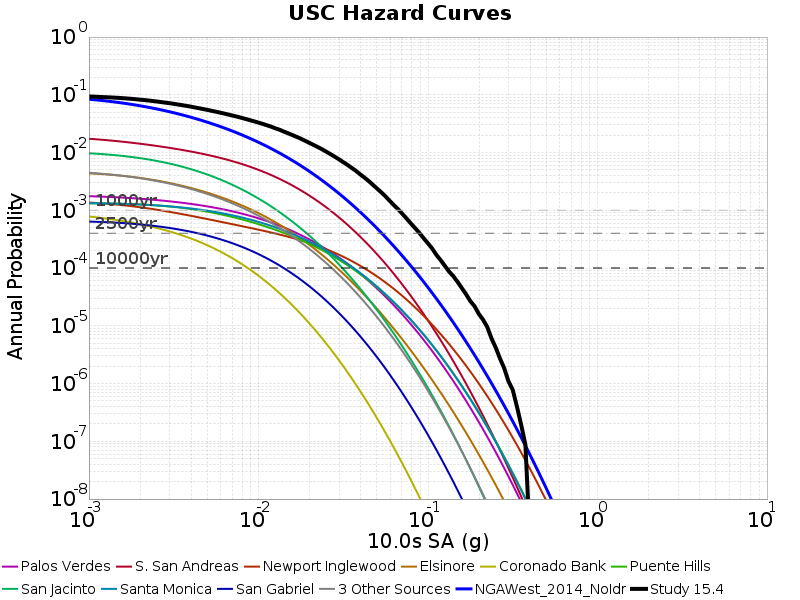 USC Hazard Curves
Annual Probability
10^0
10^-1
10^-2
10^-3
10^-4
10^-5
10^-6
10^-7
10^-8
1000yr
2500yr
10000yr
10^-3 10^-2 10^-1 10^0 10^1
10.0s SA (g)
Palos Verdes S. San Andreas Newport Inglewood Elsinore Coronado Bank Puente Hills
San Jacinto Santa Monica San Gabriel 3 Other Sources NGAWest_2014_NoIdr Study 15.4